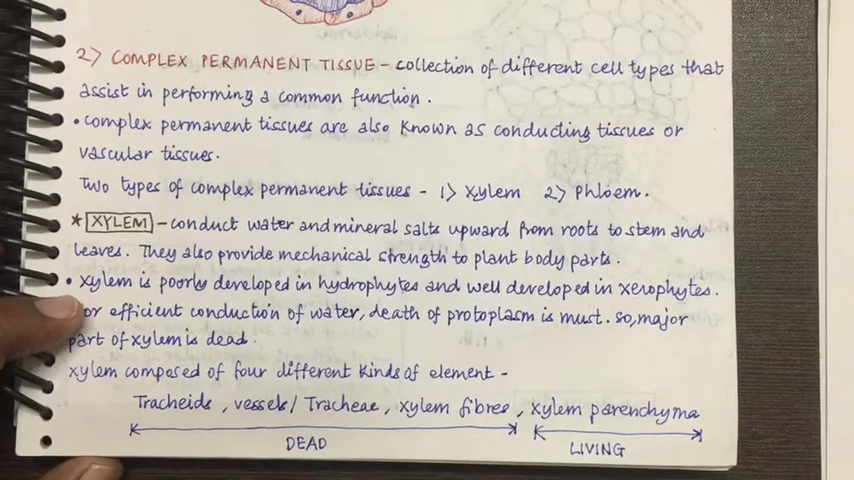 2> COMPLEX PERMANENT TISSUE - collection of different cell types that
assist in performing a common function.
• complex permanent tissues are also known as conducting tissues or
vascular tissues.
Two types of complex permanent tissues - 1> Xylem 2> Phloem.
* XYLEM - conduct water and mineral salts upward from roots to stem and
leaves. They also provide mechanical strength to plant body parts.
• Xylem is poorly developed in hydrophytes and well developed in xerophytes.
or efficient conduction of water, death of protoplasm is must. so, major
part of xylem is dead.
xylem composed of four different kinds of element -
Tracheids, vessels/Tracheae, xylem fibres, xylem parenchyma
DEAD LIVING